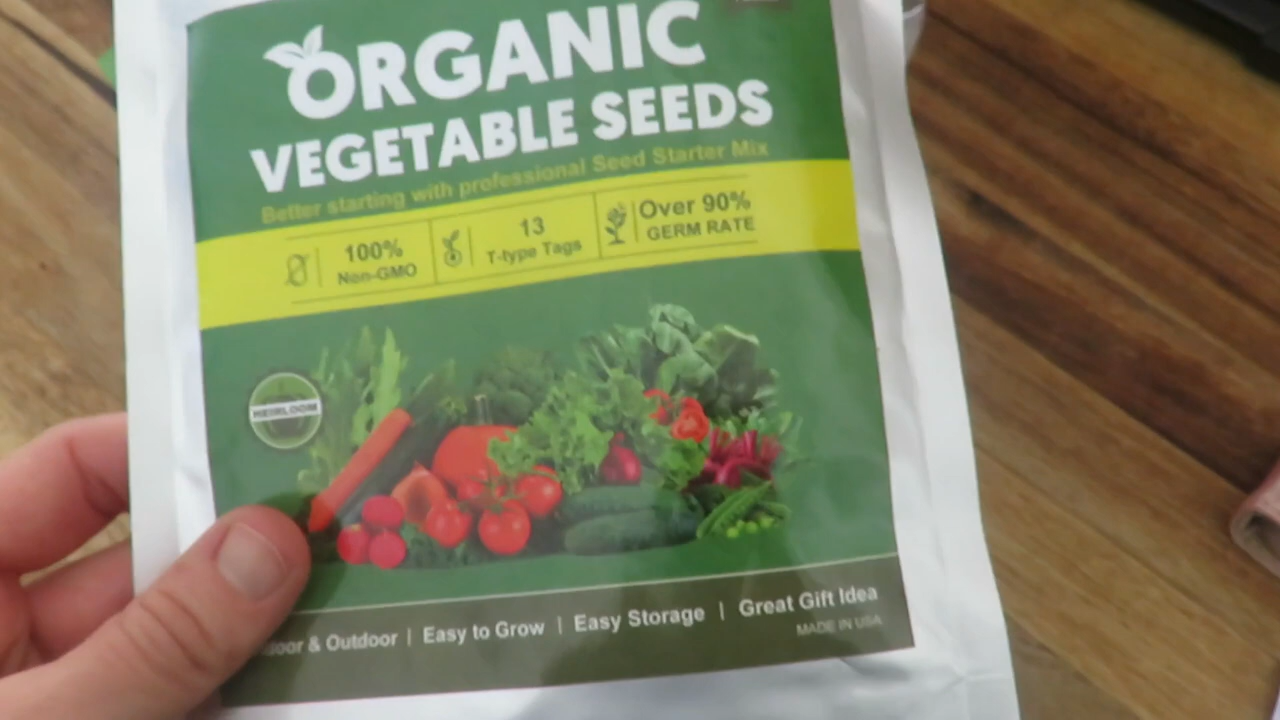 ORGANIC
VEGETABLE SEEDS
Better starting with professional Seed Starter Mix
100%
Non-GMO
13
T-type Tags
Over 90%
GERM RATE
HEIRLOOM
& Outdoor | Easy to Grow | Easy Storage | Great Gift Idea
MADE IN USA